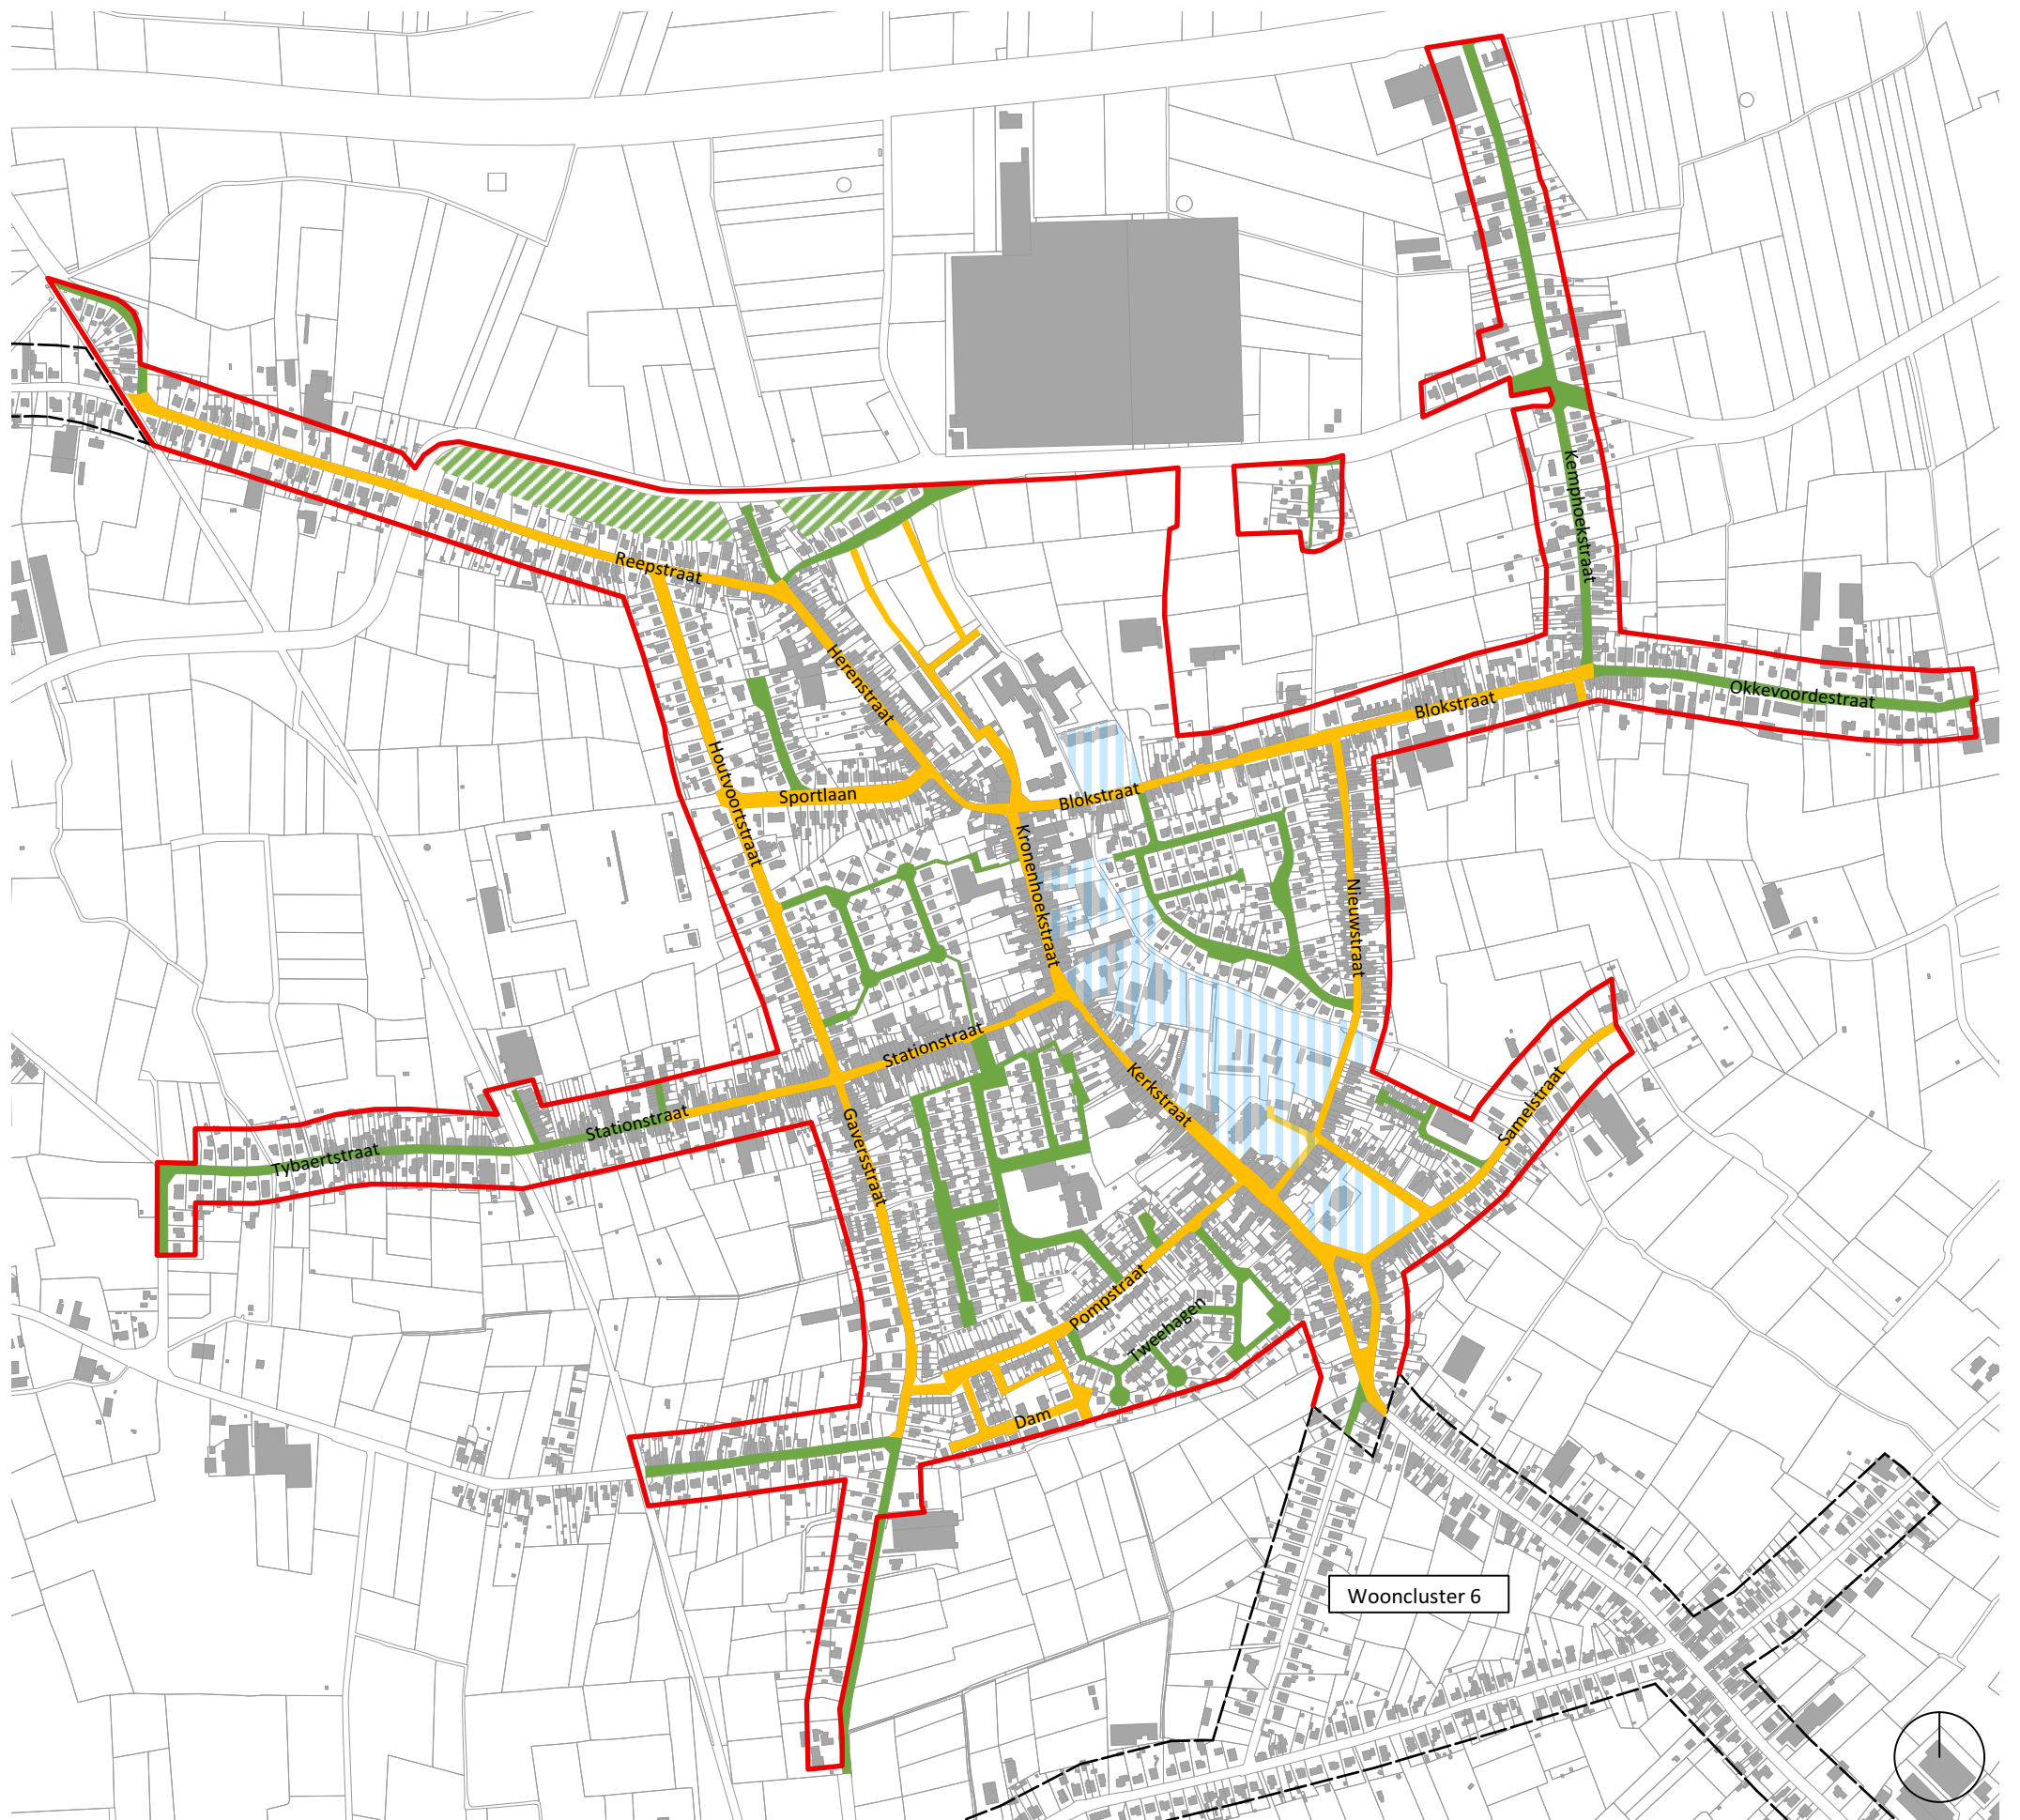 Kemphoekstraat
Reepstraat
Herenstraat
Okkevoordestraat
Blokstraat
Houtvoortstraat
Sportlaan
Blokstraat
Kronenhoekstraat
Nieuwstraat
Stationstraat
Kerkstraat
Samelstraat
Stationstraat
Gaversstraat
Tybaertstraat
Pompstraat
Tweehagen
Dam
Wooncluster 6